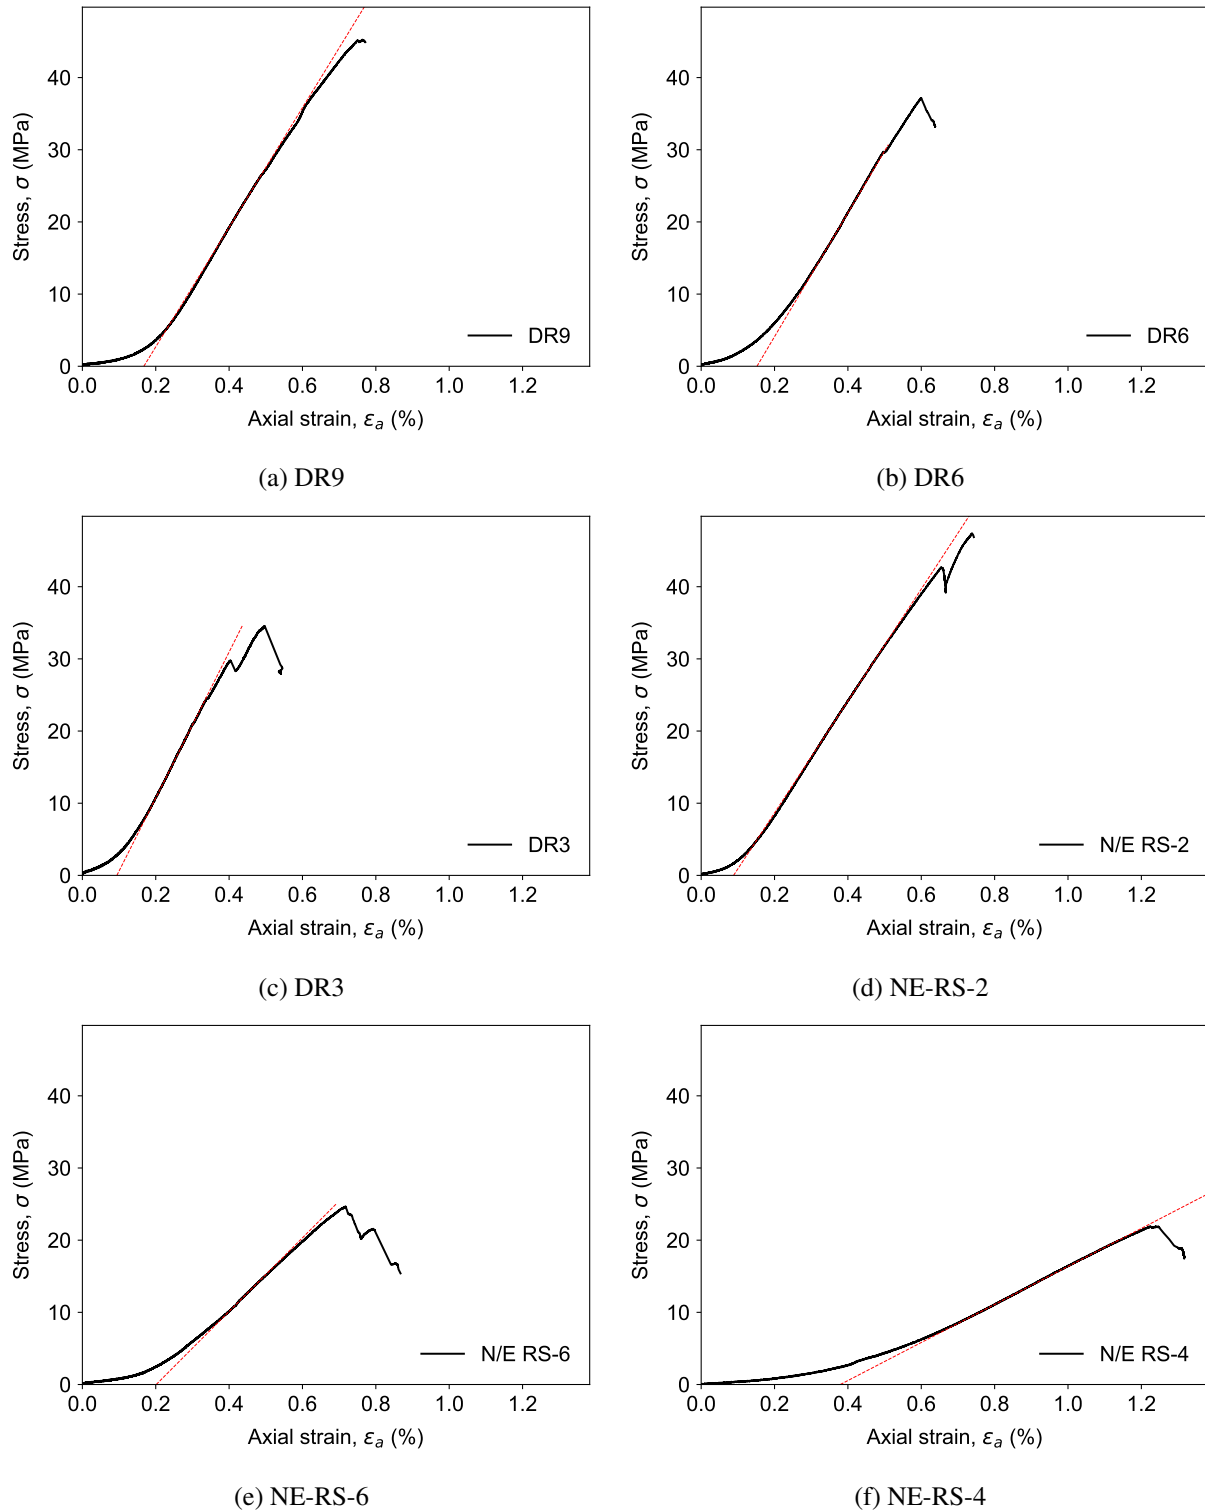 Stress, σ (MPa)
40
30
20
10
0
0.0 0.2 0.4 0.6 0.8 1.0 1.2
Axial strain, εa (%)
DR9
(a) DR9
Stress, σ (MPa)
40
30
20
10
0
0.0 0.2 0.4 0.6 0.8 1.0 1.2
Axial strain, εa (%)
DR6
(b) DR6
Stress, σ (MPa)
40
30
20
10
0
0.0 0.2 0.4 0.6 0.8 1.0 1.2
Axial strain, εa (%)
DR3
(c) DR3
Stress, σ (MPa)
40
30
20
10
0
0.0 0.2 0.4 0.6 0.8 1.0 1.2
Axial strain, εa (%)
N/E RS-2
(d) NE-RS-2
Stress, σ (MPa)
40
30
20
10
0
0.0 0.2 0.4 0.6 0.8 1.0 1.2
Axial strain, εa (%)
N/E RS-6
(e) NE-RS-6
Stress, σ (MPa)
40
30
20
10
0
0.0 0.2 0.4 0.6 0.8 1.0 1.2
Axial strain, εa (%)
N/E RS-4
(f) NE-RS-4